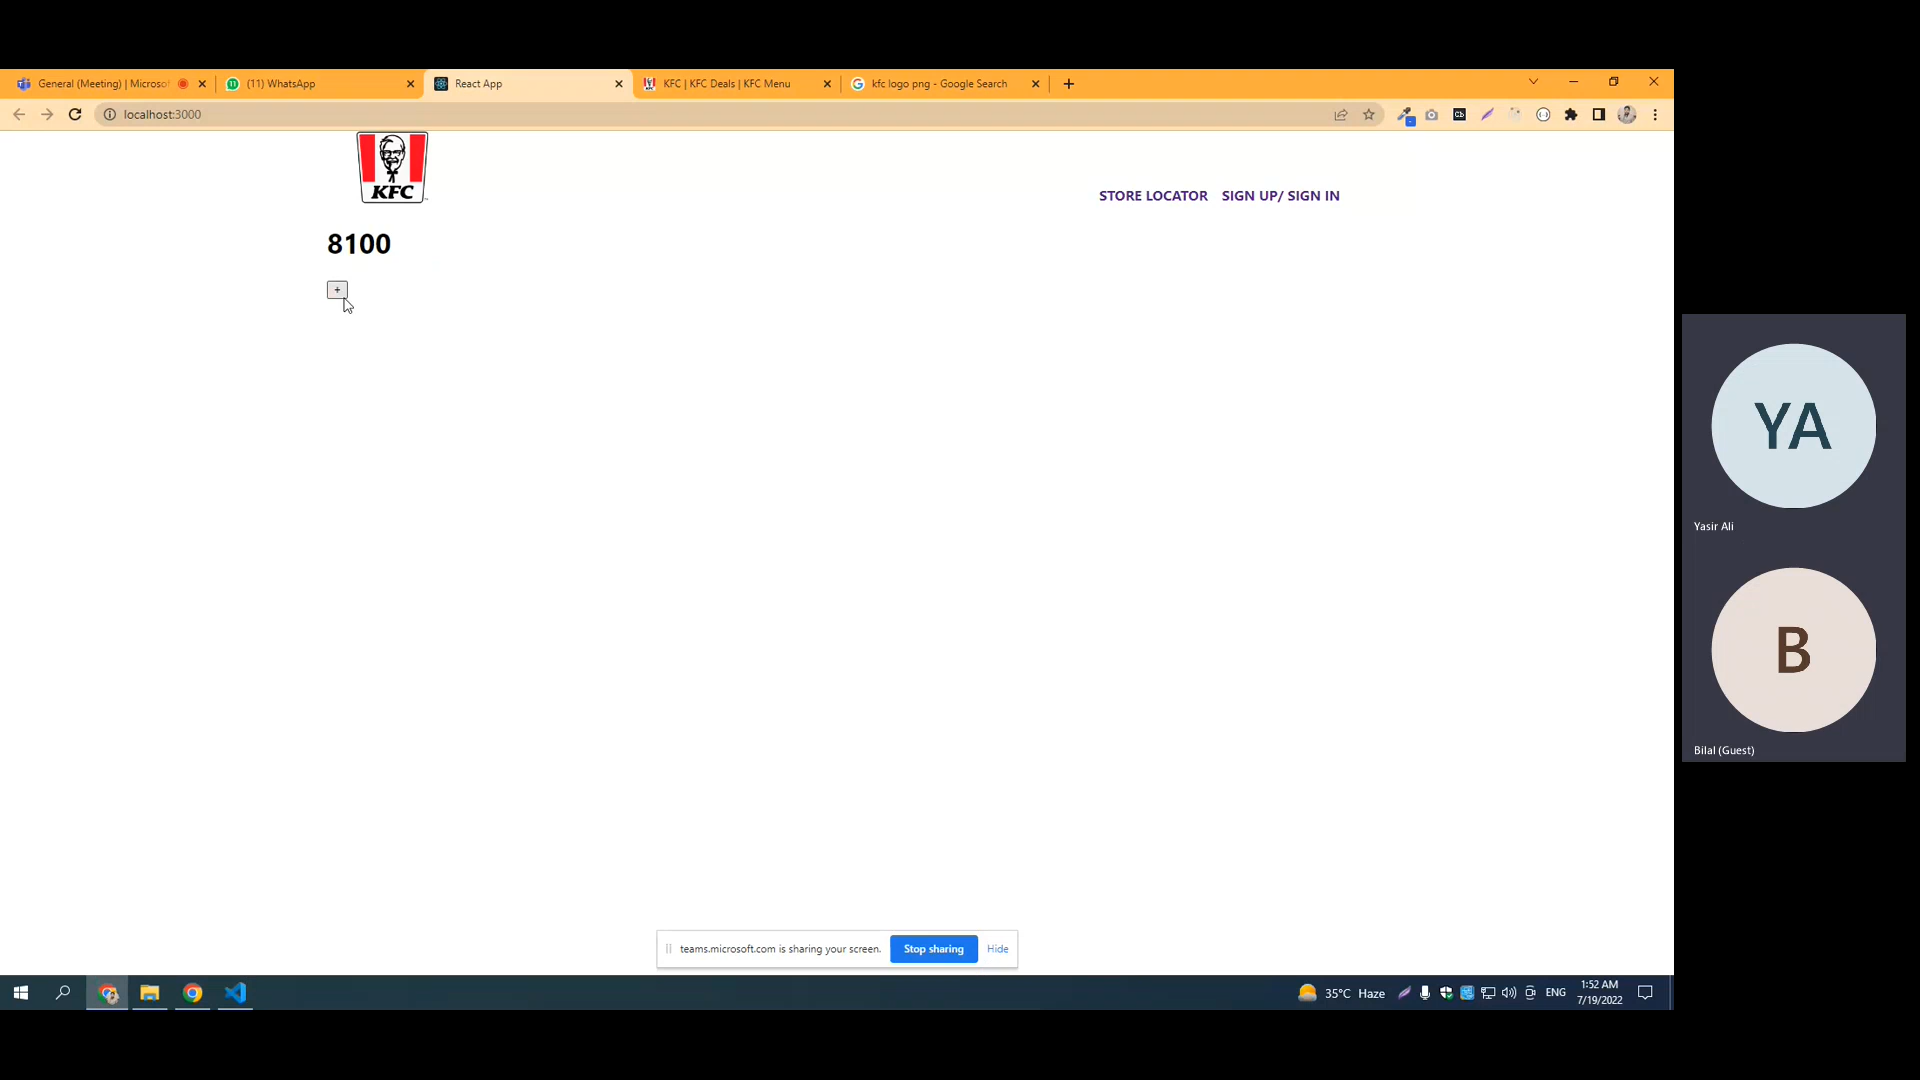 General (Meeting) | Microso
(11) WhatsApp
React App
KFC | KFC Deals | KFC Menu
kfc logo png - Google Search
localhost:3000
KFC
STORE LOCATOR SIGN UP/ SIGN IN
8100
+
YA
Yasir Ali
B
Bilal (Guest)
teams.microsoft.com is sharing your screen. Stop sharing Hide
35°C Haze
ENG
1:52 AM
7/19/2022